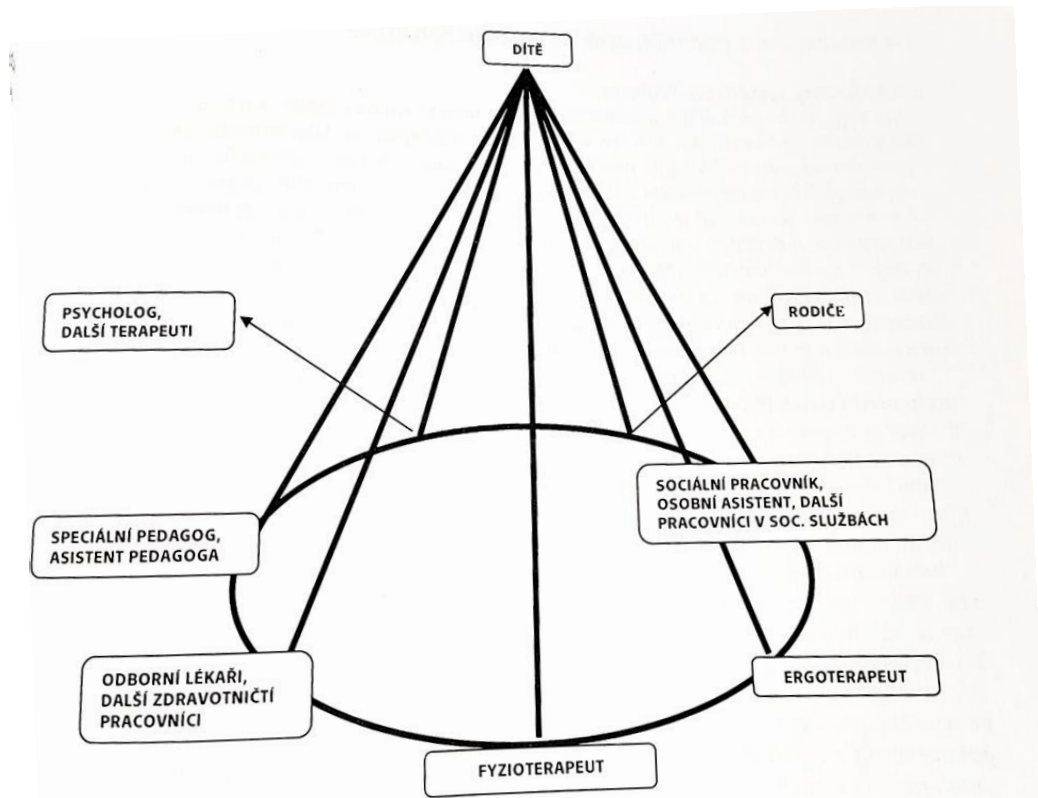 DÍTĚ
PSYCHOLOG,
DALŠÍ TERAPEUTI
RODIČE
SOCIÁLNÍ PRACOVNÍK,
OSOBNÍ ASISTENT, DALŠÍ
PRACOVNÍCI V SOC. SLUŽBÁCH
SPECIÁLNÍ PEDAGOG,
ASISTENT PEDAGOGA
ODBORNÍ LÉKAŘI,
DALŠÍ ZDRAVOTNIČTÍ
PRACOVNÍCI
ERGOTERAPEUT
FYZIOTERAPEUT